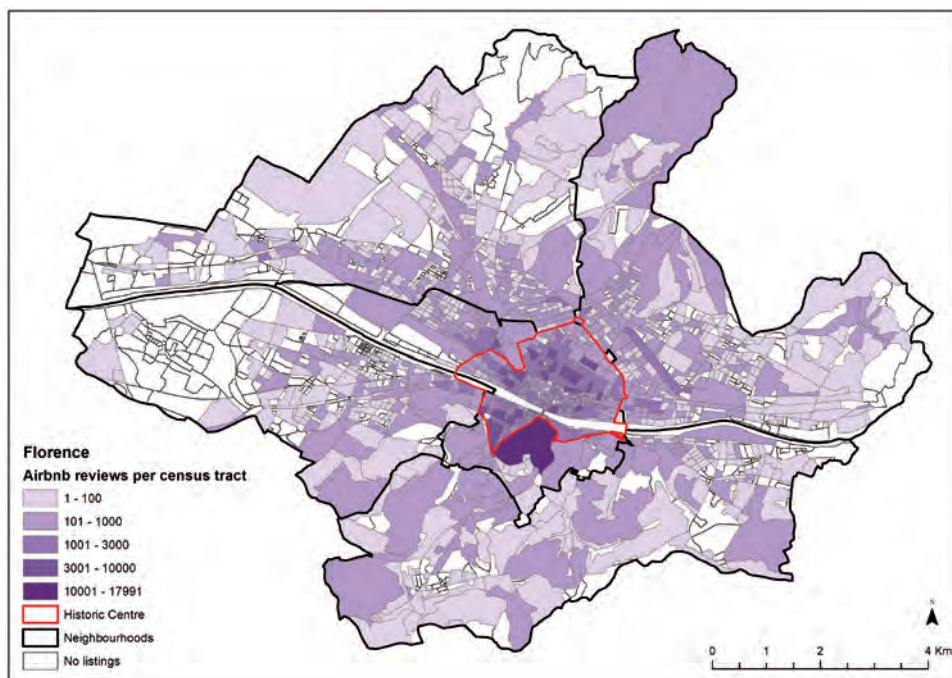 Florence
Airbnb reviews per census tract
1 - 100
101 - 1000
1001 - 3000
3001 - 10000
10001 - 17991
Historic Centre
Neighbourhoods
No listings
N
0 1 2 4 Km